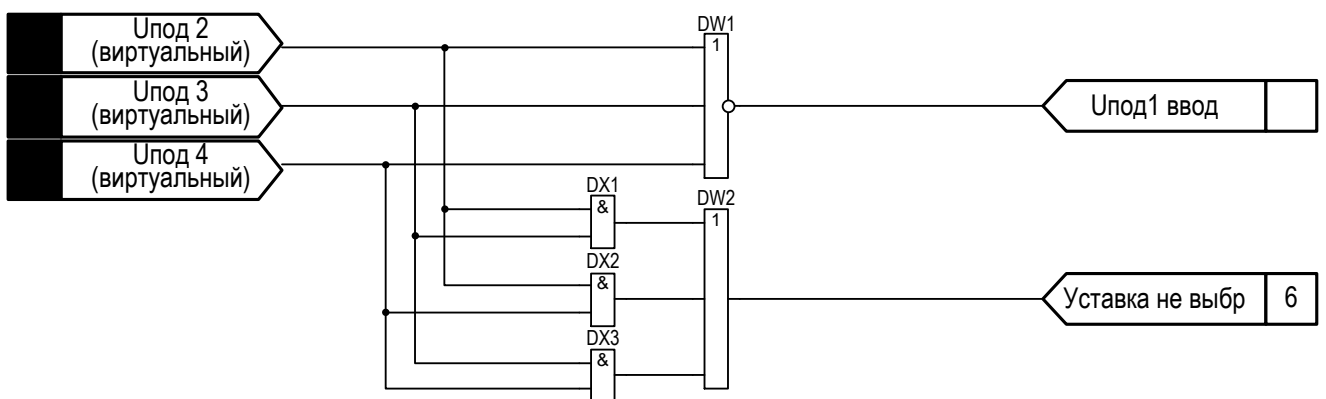 Uпод 2
(виртуальный)
DW1
1
Uпод 3
(виртуальный)
Uпод1 ввод
Uпод 4
(виртуальный)
DX1
&
DW2
1
DX2
&
Уставка не выбр 6
DX3
&